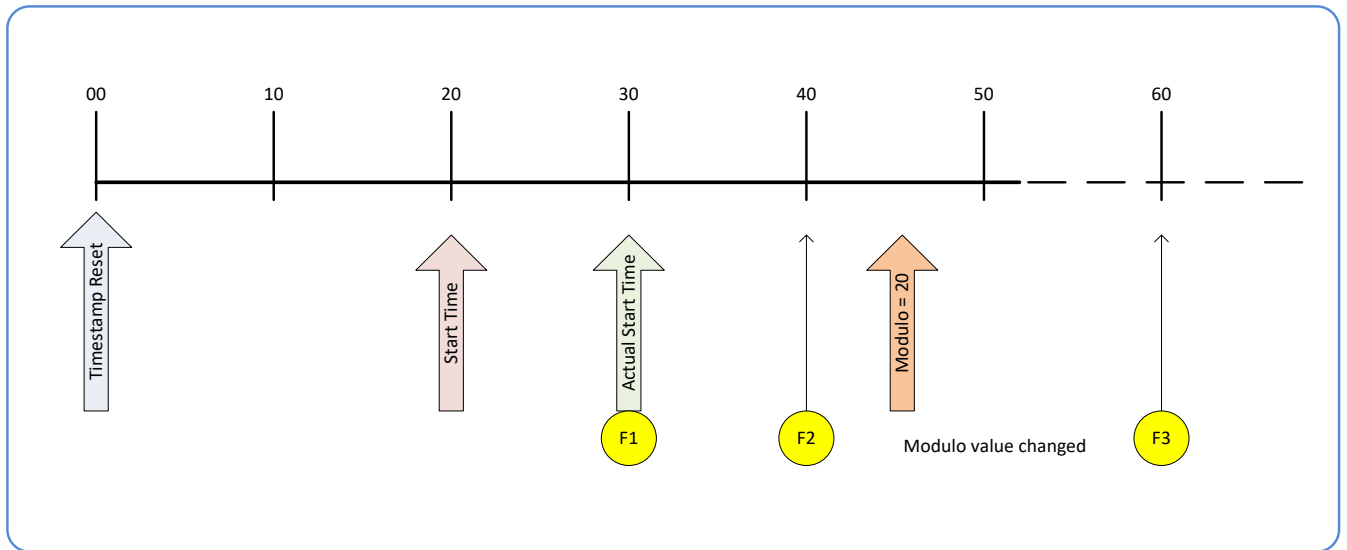 00
10
20
30
40
50
60
Timestamp Reset
Start Time
Actual Start Time
Modulo = 20
F1
F2
Modulo value changed
F3